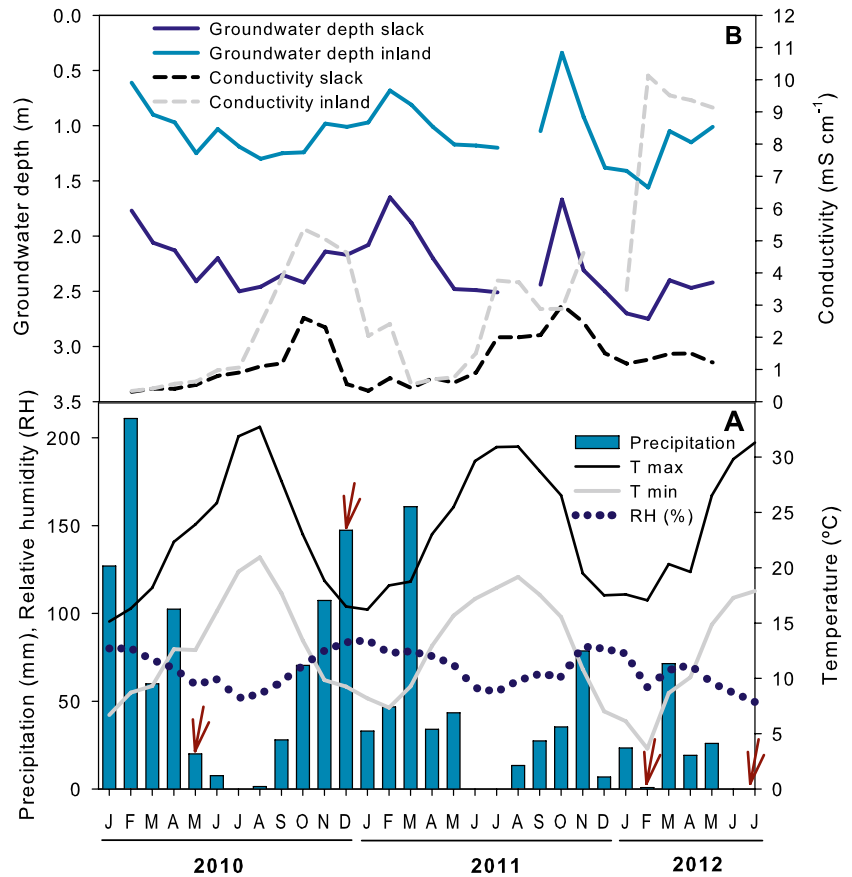 B
Groundwater depth slack
Groundwater depth inland
Conductivity slack
Conductivity inland
Groundwater depth (m)
0.0
0.5
1.0
1.5
2.0
2.5
3.0
3.5
Conductivity (mS cm⁻¹)
12
11
10
9
8
7
6
5
4
3
2
1
0
A
Precipitation
T max
T min
RH (%)
Precipitation (mm), Relative humidity (RH)
200
150
100
50
0
Temperature (ºC)
30
25
20
15
10
5
0
J F M A M J J A S O N D J F M A M J J A S O N D J F M A M J J
2010 2011 2012